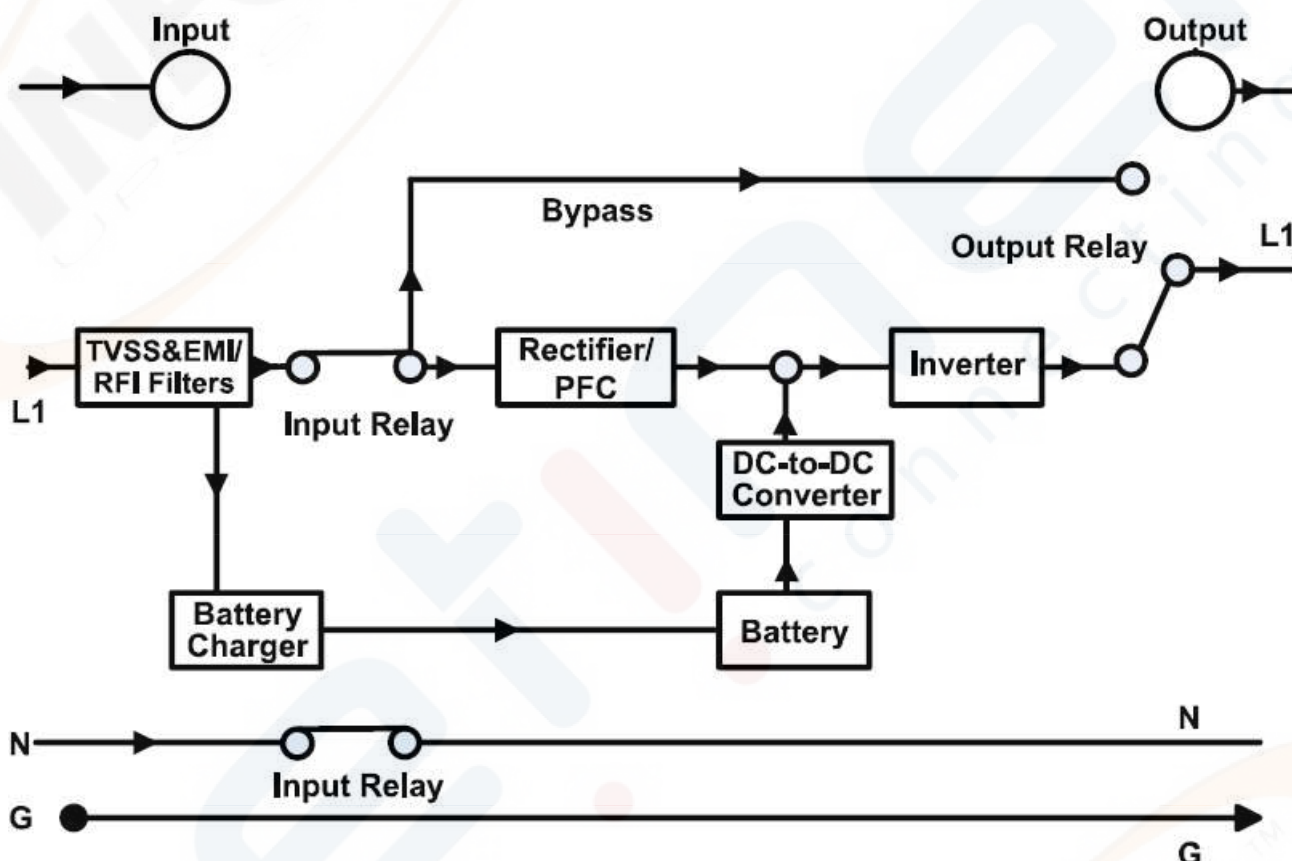 Input
Output
Bypass
Output Relay
L1
TVSS&EMI/
RFI Filters
Rectifier/
PFC
Inverter
L1
Input Relay
DC-to-DC
Converter
Battery
Charger
Battery
N
N
Input Relay
G
G